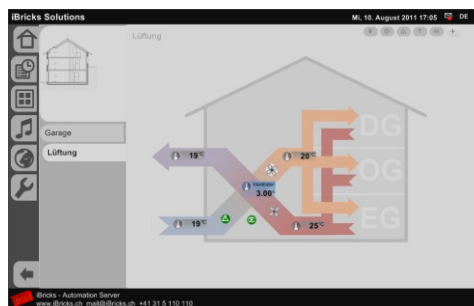 iBricks Solutions
Mi, 10. August 2011 17:05 DE
Lüftung
Garage
Lüftung
DG
OG
EG
19°C
20°C
Ventilator
3.00
19°C
25°C
iBricks - Automation Server
www.iBricks.ch mail@iBricks.ch +41 31 5 110 110